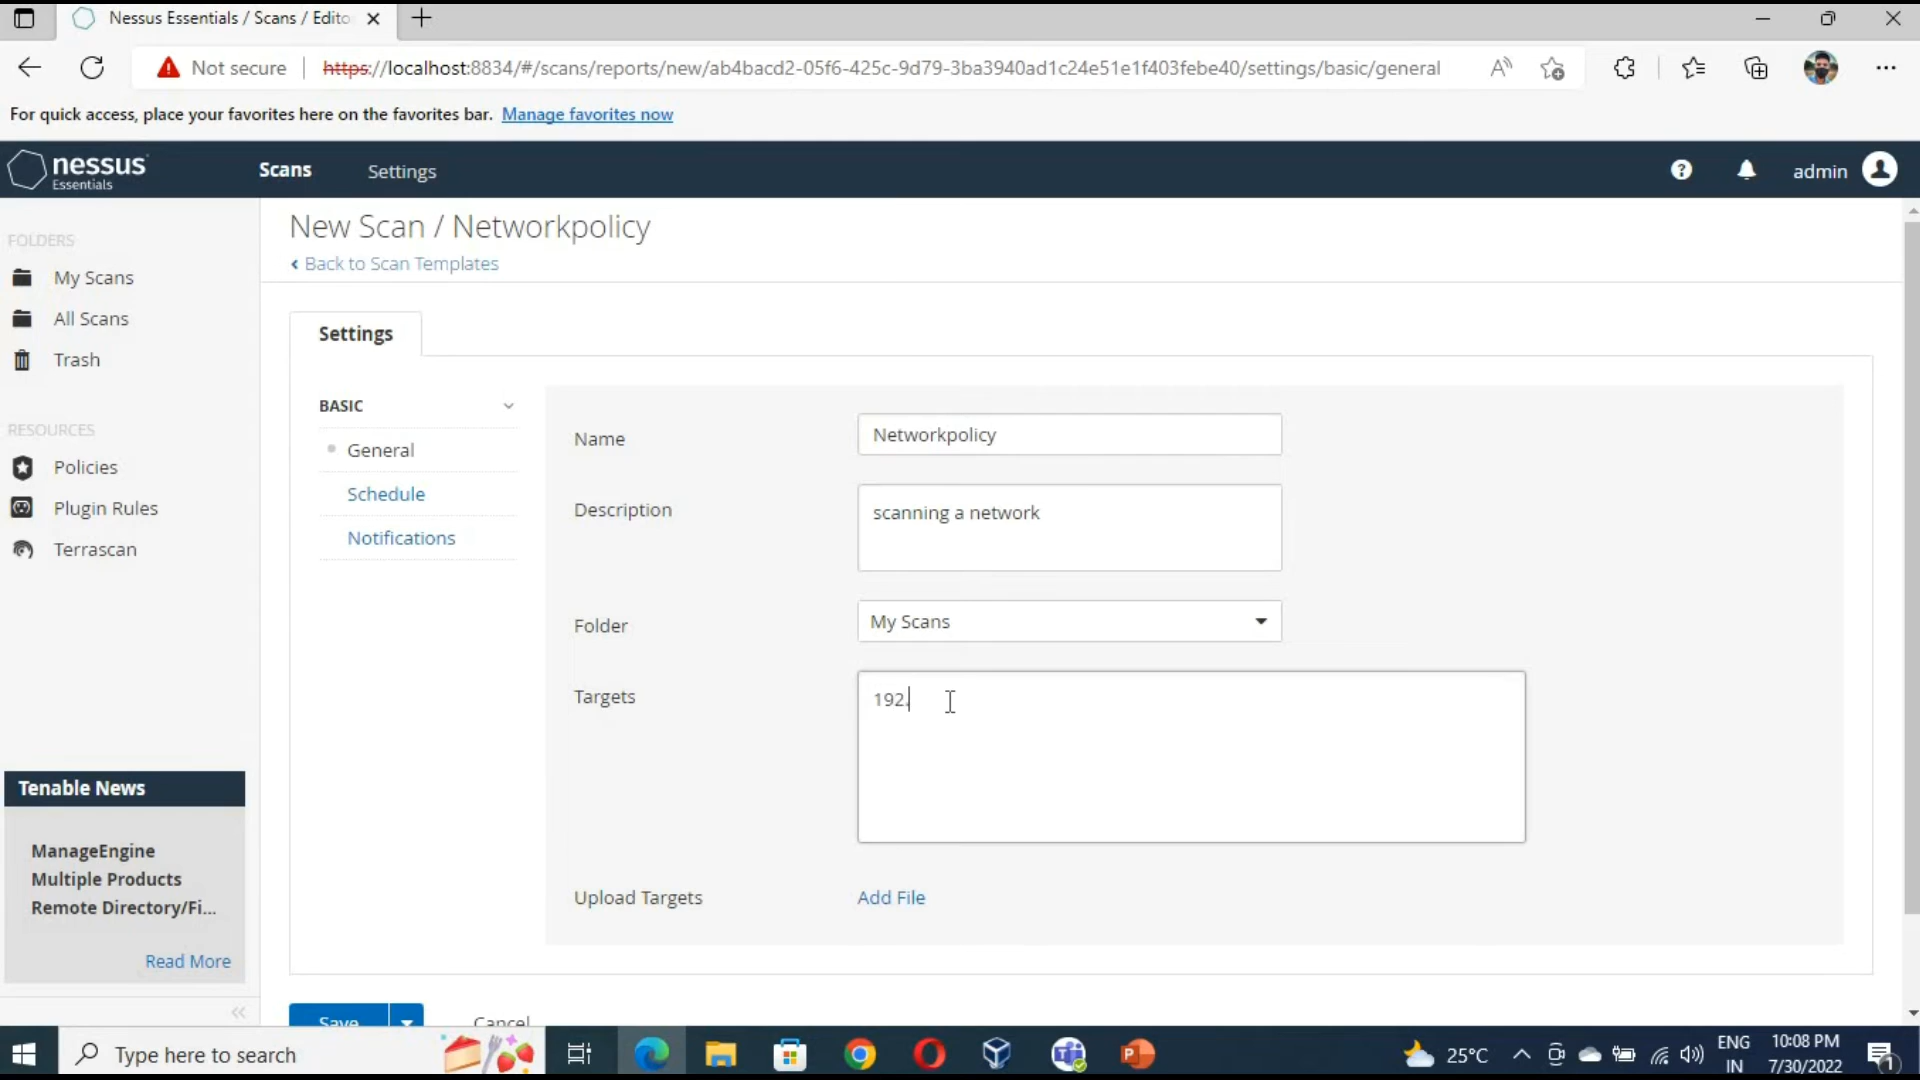 Nessus Essentials / Scans / Edito
Not secure
https://localhost:8834/#/scans/reports/new/ab4bacd2-05f6-425c-9d79-3ba3940ad1c24e51e1f403febe40/settings/basic/general
For quick access, place your favorites here on the favorites bar. Manage favorites now
nessus
Essentials
Scans
Settings
?
admin
FOLDERS
My Scans
All Scans
Trash
RESOURCES
Policies
Plugin Rules
Terrascan
Tenable News
ManageEngine
Multiple Products
Remote Directory/Fi...
Read More
New Scan / Networkpolicy
Back to Scan Templates
Settings
BASIC
General
Schedule
Notifications
Name
Networkpolicy
Description
scanning a network
Folder
My Scans
Targets
192.
Upload Targets
Add File
Save
Cancel
Type here to search
25°C
ENG
IN
10:08 PM
7/30/2022
1